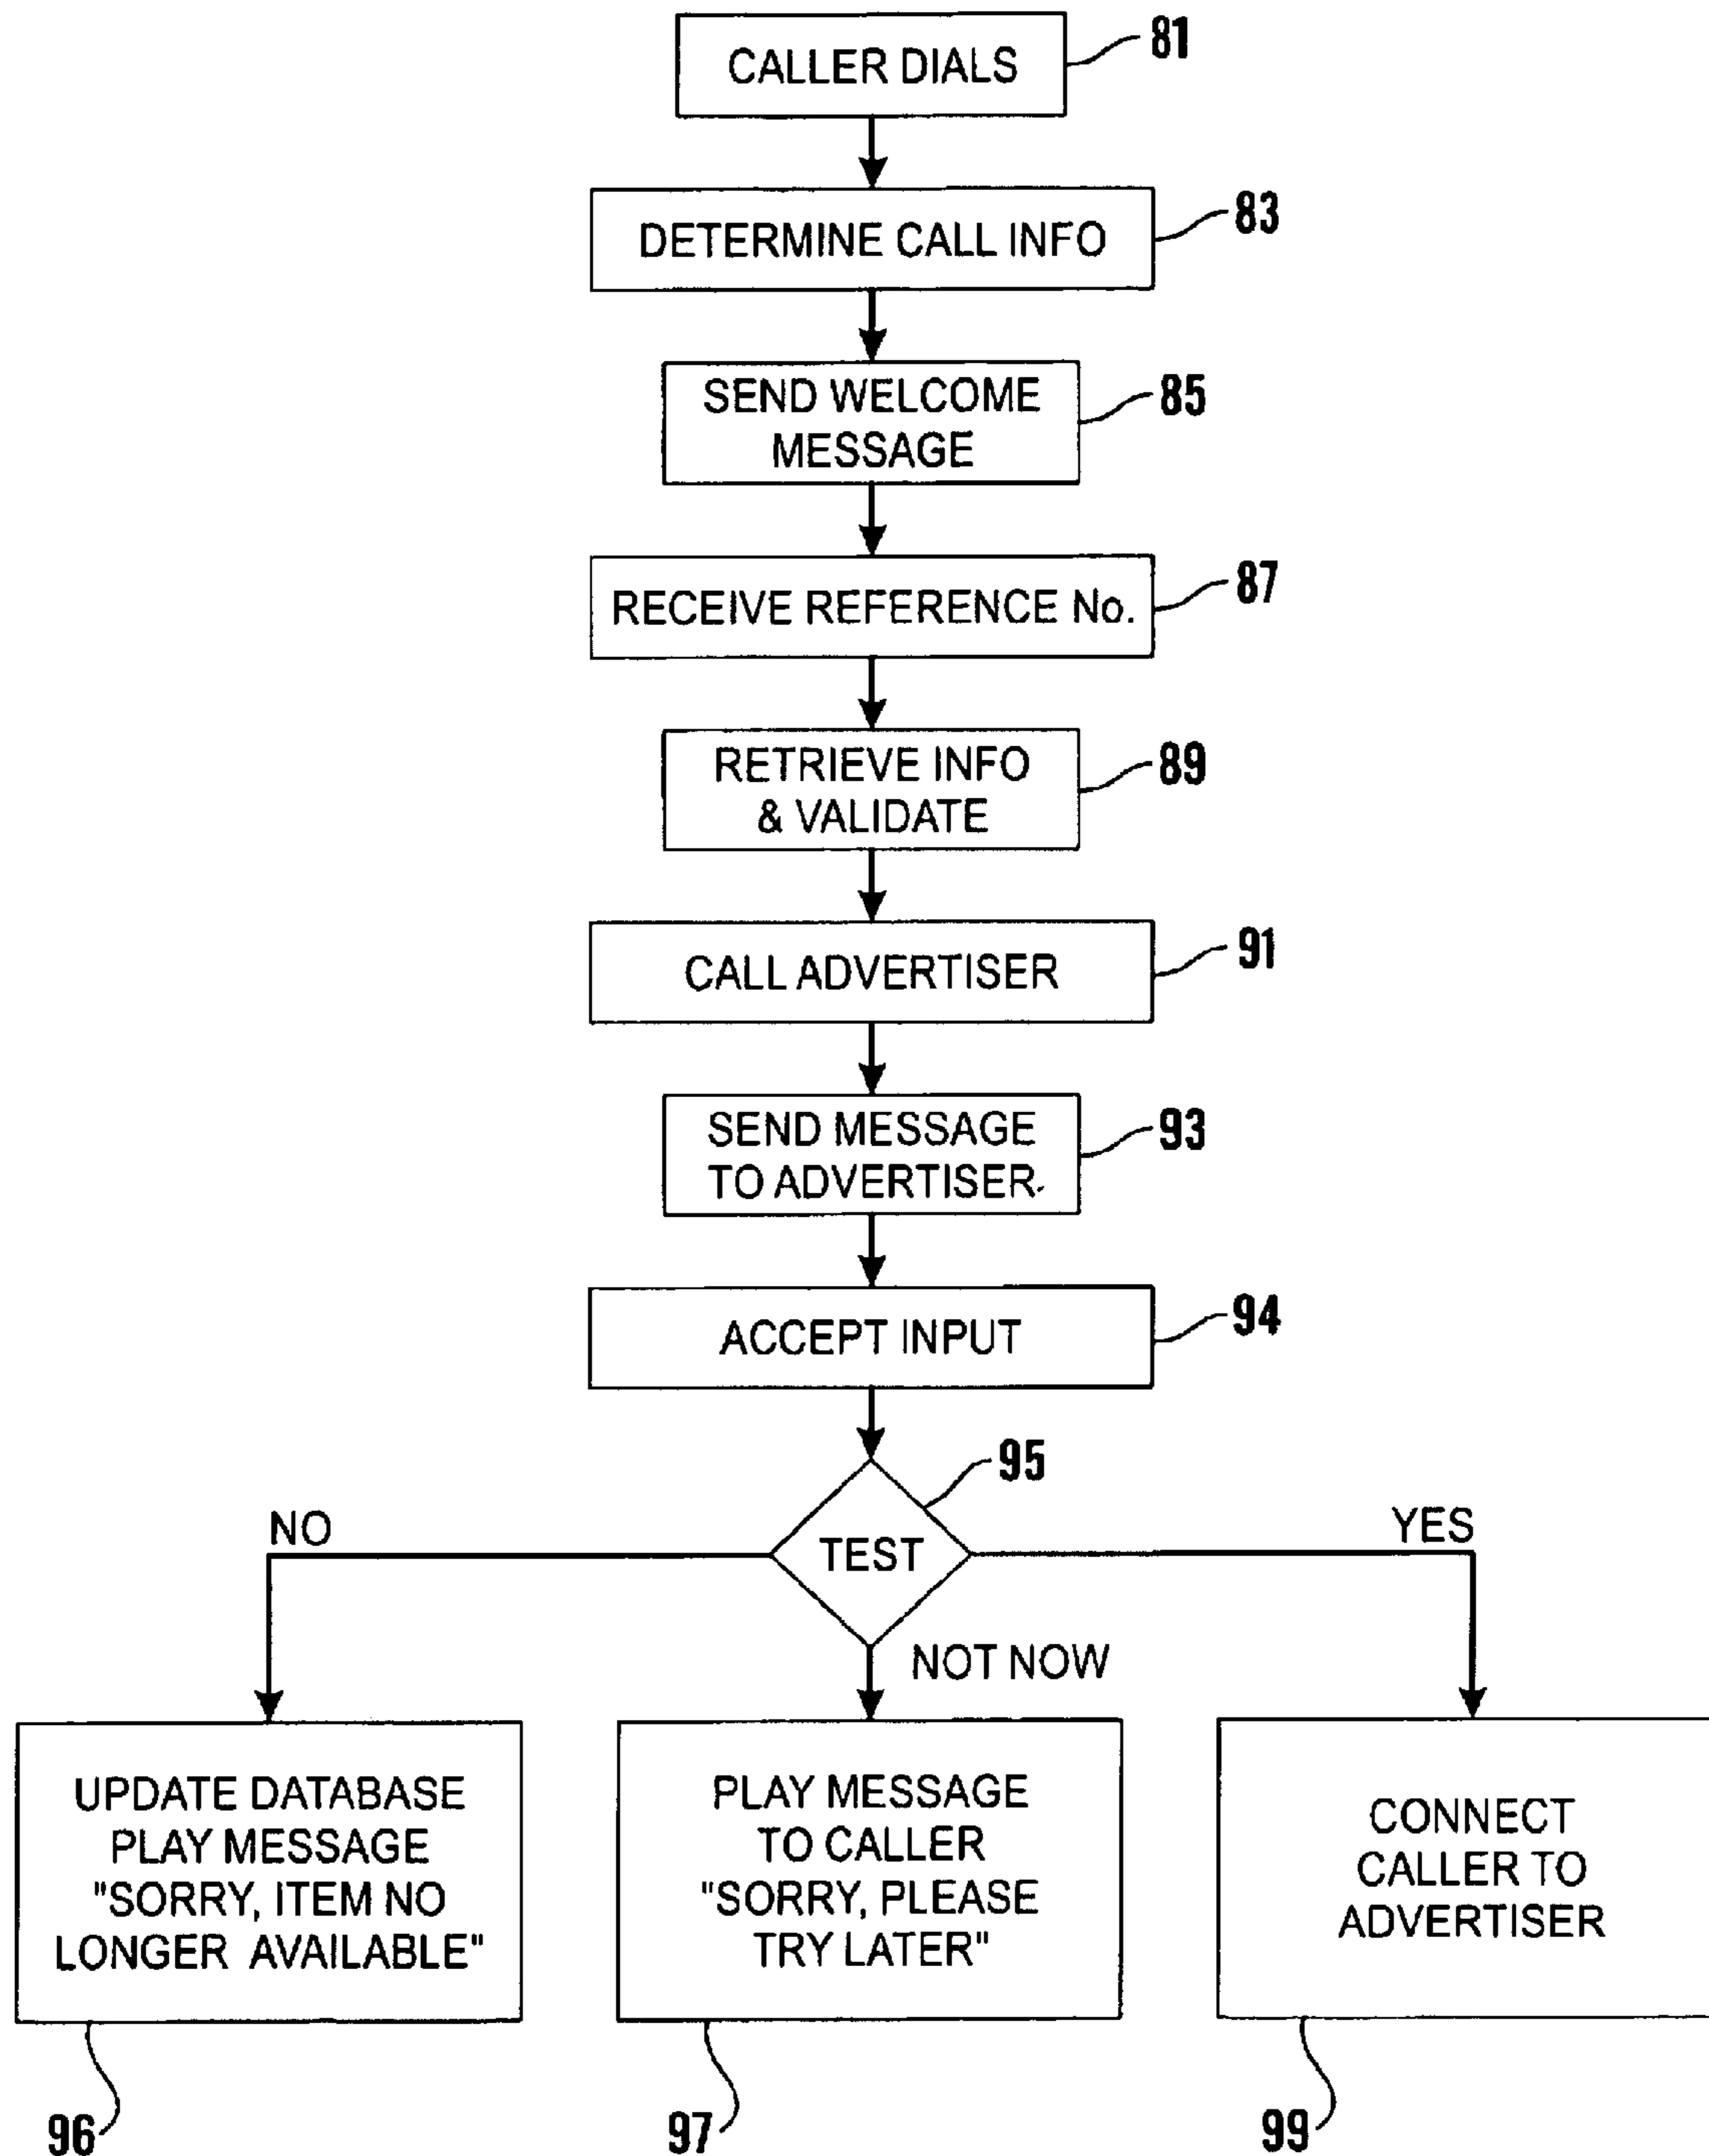 CALLER DIALS
81
DETERMINE CALL INFO
83
SEND WELCOME
MESSAGE
85
RECEIVE REFERENCE No.
87
RETRIEVE INFO
& VALIDATE
89
CALL ADVERTISER
91
SEND MESSAGE
TO ADVERTISER
93
ACCEPT INPUT
94
95
TEST
NO
NOT NOW
YES
UPDATE DATABASE
PLAY MESSAGE
"SORRY, ITEM NO
LONGER AVAILABLE"
96
PLAY MESSAGE
TO CALLER
"SORRY, PLEASE
TRY LATER"
97
CONNECT
CALLER TO
ADVERTISER
99